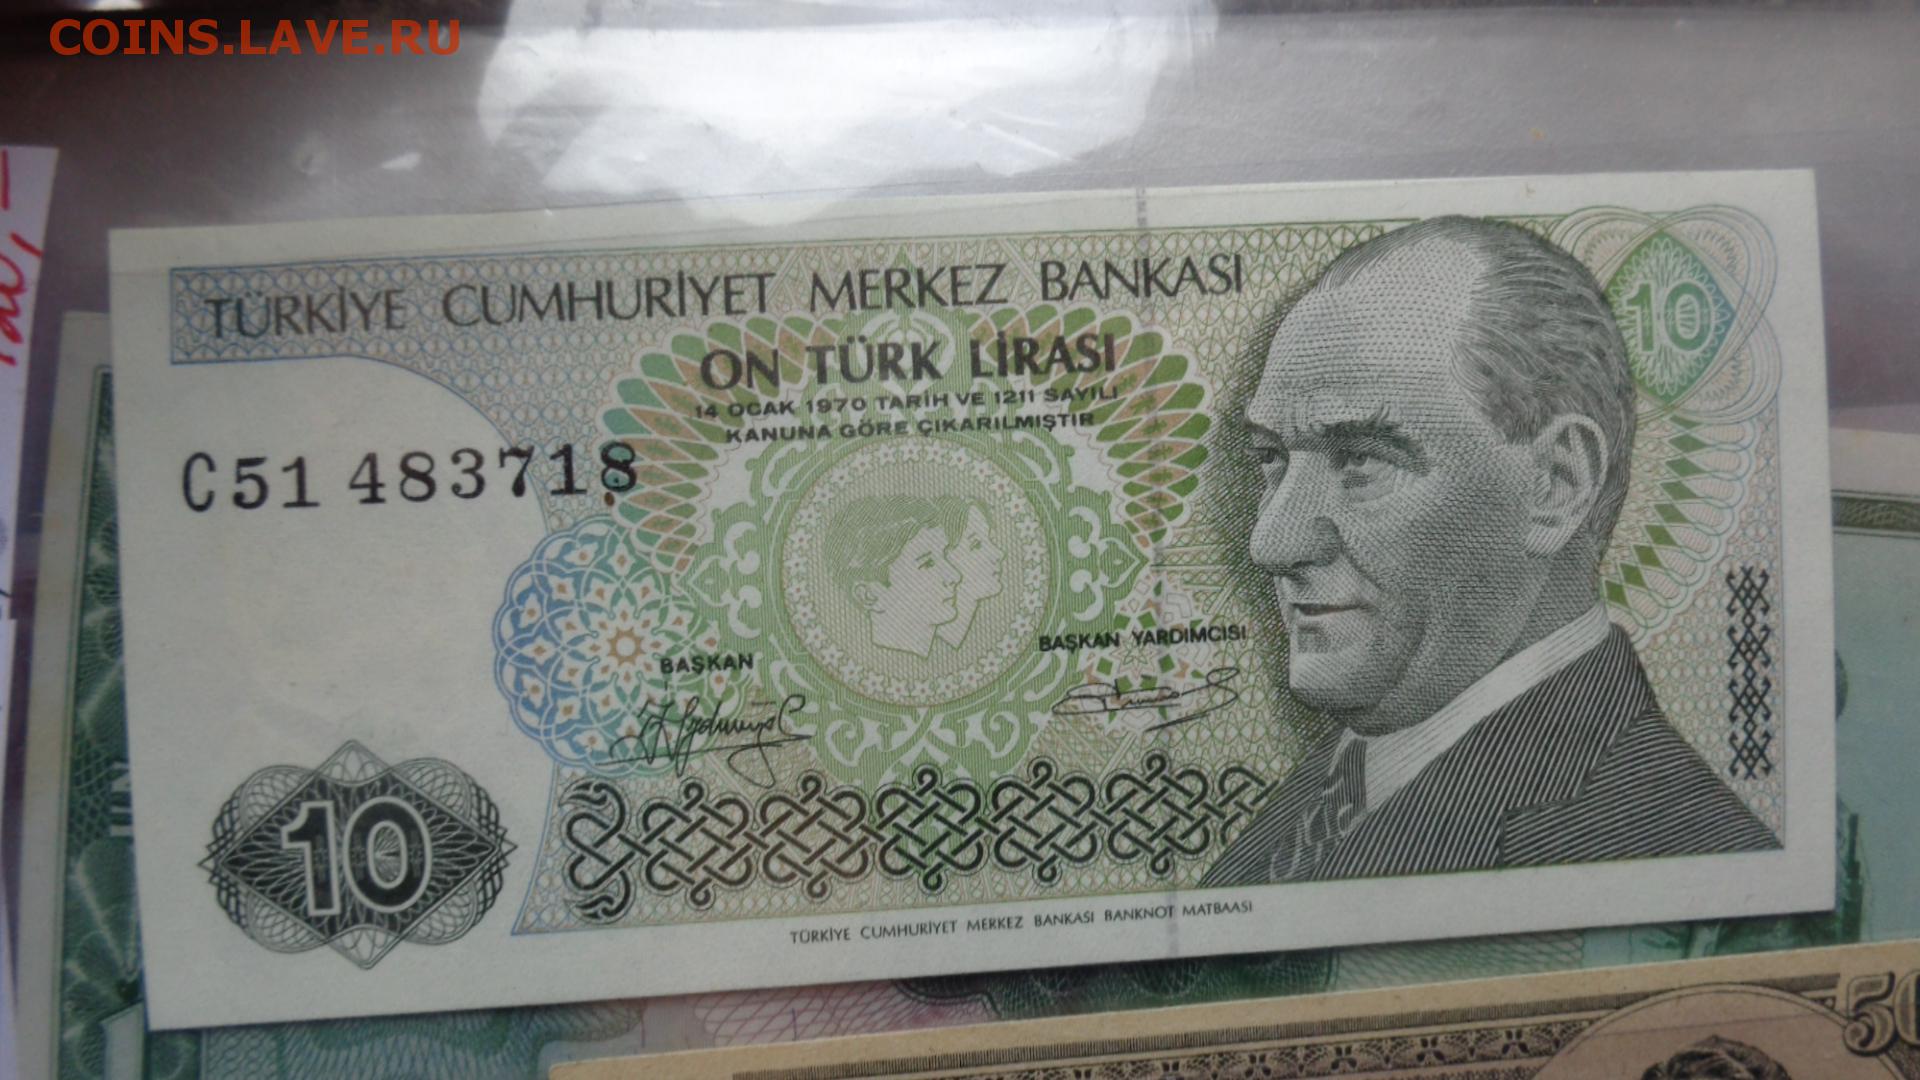 COINS.LAVE.RU
TÜRKİYE CUMHURİYET MERKEZ BANKASI
10
ON TÜRK LİRASI
14 OCAK 1970 TARİH VE 1211 SAYILI
KANUNA GÖRE ÇIKARILMIŞTIR
C51 483718
BAŞKAN
BAŞKAN YARDIMCISI
10
TÜRKİYE CUMHURİYET MERKEZ BANKASI BANKNOT MATBAASI
50